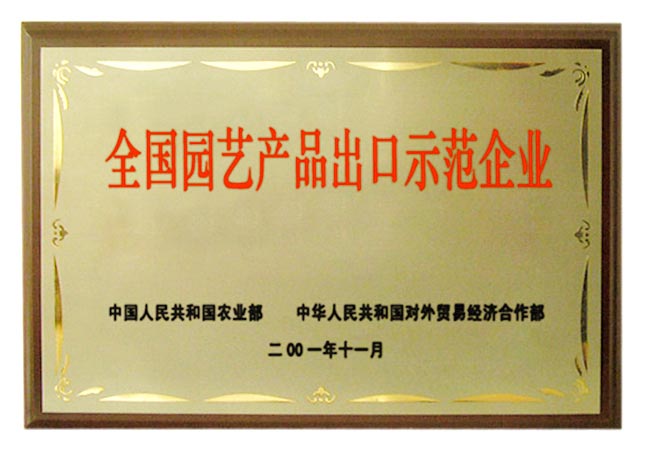 全国园艺产品出口示范企业
中国人民共和国农业部 中华人民共和国对外贸易经济合作部
二00一年十一月